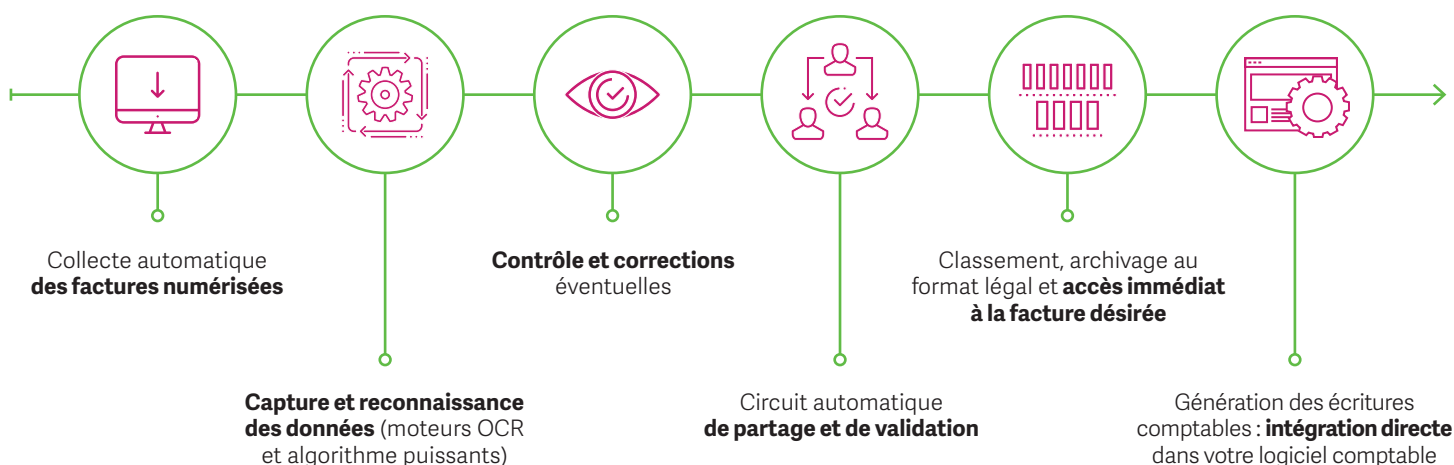 Collecte automatique
des factures numérisées
Capture et reconnaissance
des données (moteurs OCR
et algorithme puissants)
Contrôle et corrections
éventuelles
Circuit automatique
de partage et de validation
Classement, archivage au
format légal et accès immédiat
à la facture désirée
Génération des écritures
comptables : intégration directe
dans votre logiciel comptable